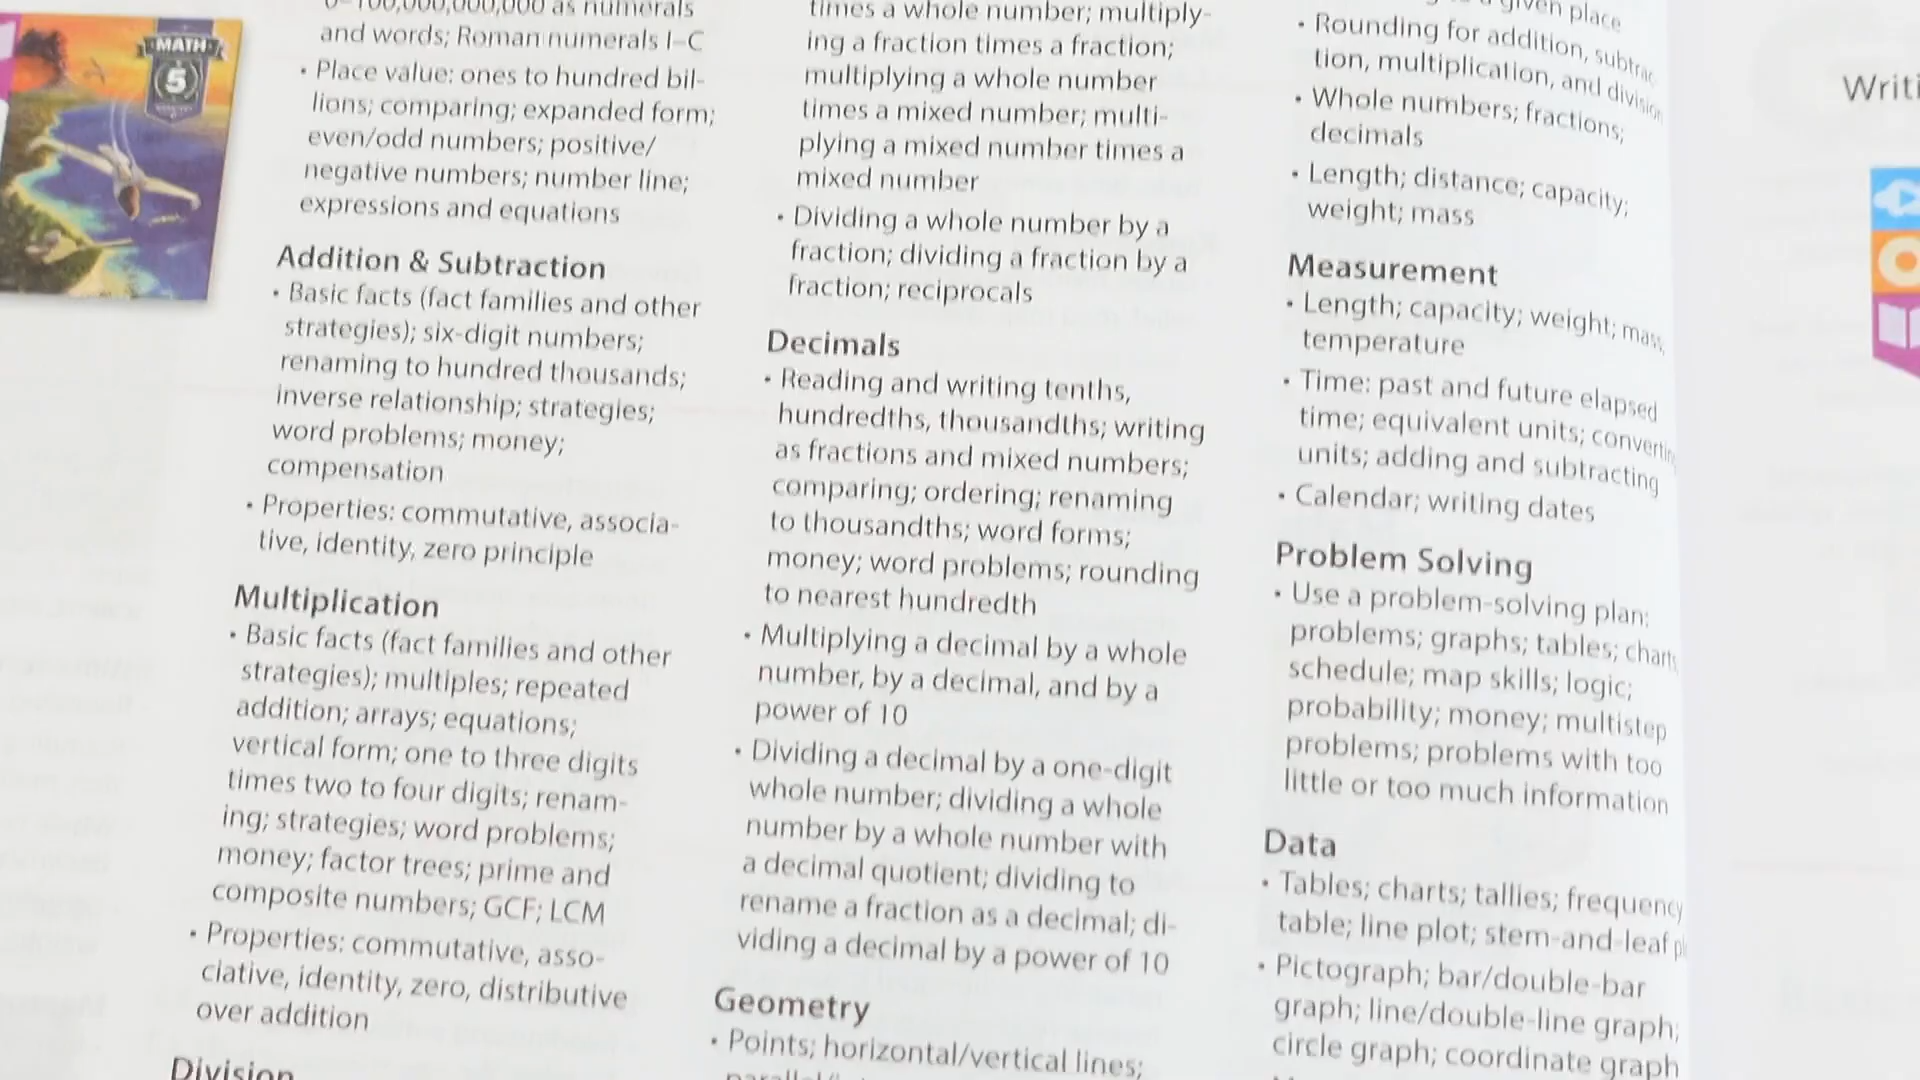 MATH
5
0–100,000,000,000 as numerals
and words; Roman numerals I–C
• Place value: ones to hundred bil-
lions; comparing; expanded form;
even/odd numbers; positive/
negative numbers; number line;
expressions and equations
Addition & Subtraction
• Basic facts (fact families and other
strategies); six-digit numbers;
renaming to hundred thousands;
inverse relationship; strategies;
word problems; money;
compensation
• Properties: commutative, associa-
tive, identity, zero principle
Multiplication
• Basic facts (fact families and other
strategies); multiples; repeated
addition; arrays; equations;
vertical form; one to three digits
times two to four digits; renam-
ing; strategies; word problems;
money; factor trees; prime and
composite numbers; GCF; LCM
• Properties: commutative, asso-
ciative, identity, zero, distributive
over addition
Division
times a whole number; multiply-
ing a fraction times a fraction;
multiplying a whole number
times a mixed number; multi-
plying a mixed number times a
mixed number
• Dividing a whole number by a
fraction; dividing a fraction by a
fraction; reciprocals
Decimals
• Reading and writing tenths,
hundredths, thousandths; writing
as fractions and mixed numbers;
comparing; ordering; renaming
to thousandths; word forms;
money; word problems; rounding
to nearest hundredth
• Multiplying a decimal by a whole
number, by a decimal, and by a
power of 10
• Dividing a decimal by a one-digit
whole number; dividing a whole
number by a whole number with
a decimal quotient; dividing to
rename a fraction as a decimal; di-
viding a decimal by a power of 10
Geometry
• Points; horizontal/vertical lines;
given place
• Rounding for addition, subtrac
tion, multiplication, and division
• Whole numbers; fractions;
decimals
• Length; distance; capacity;
weight; mass
Measurement
• Length; capacity; weight; mass,
temperature
• Time: past and future elapsed
time; equivalent units; convertin
units; adding and subtracting
• Calendar; writing dates
Problem Solving
• Use a problem-solving plan:
problems; graphs; tables; charts
schedule; map skills; logic;
probability; money; multistep
problems; problems with too
little or too much information
Data
• Tables; charts; tallies; frequency
table; line plot; stem-and-leaf pl
• Pictograph; bar/double-bar
graph; line/double-line graph;
circle graph; coordinate graph
Writi